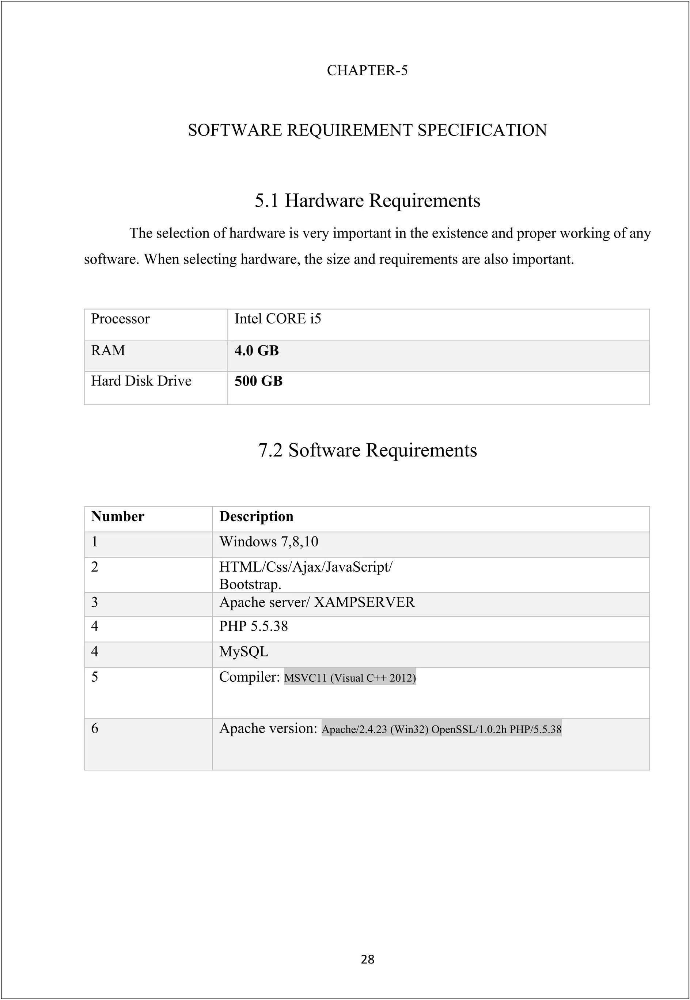 CHAPTER-5
SOFTWARE REQUIREMENT SPECIFICATION
5.1 Hardware Requirements
The selection of hardware is very important in the existence and proper working of any
software. When selecting hardware, the size and requirements are also important.
Processor Intel CORE i5
RAM 4.0 GB
Hard Disk Drive 500 GB
7.2 Software Requirements
Number Description
1 Windows 7,8,10
2 HTML/Css/Ajax/JavaScript/
Bootstrap.
3 Apache server/ XAMPSERVER
4 PHP 5.5.38
4 MySQL
5 Compiler: MSVC11 (Visual C++ 2012)
6 Apache version: Apache/2.4.23 (Win32) OpenSSL/1.0.2h PHP/5.5.38
28